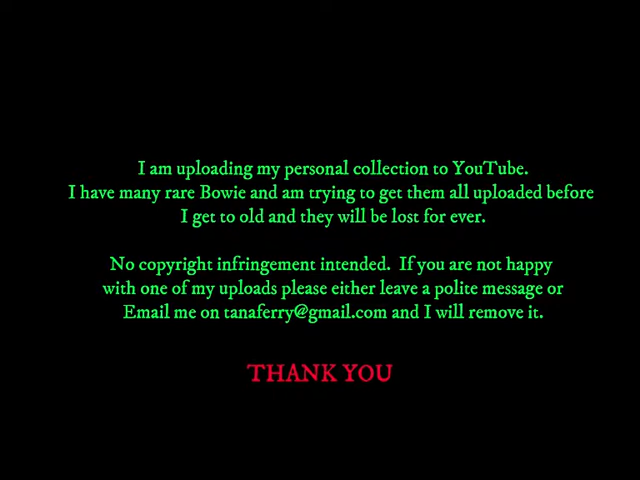 I am uploading my personal collection to YouTube.
I have many rare Bowie and am trying to get them all uploaded before
I get to old and they will be lost for ever.
No copyright infringement intended.  If you are not happy
with one of my uploads please either leave a polite message or
Email me on tanaferry@gmail.com and I will remove it.
THANK YOU